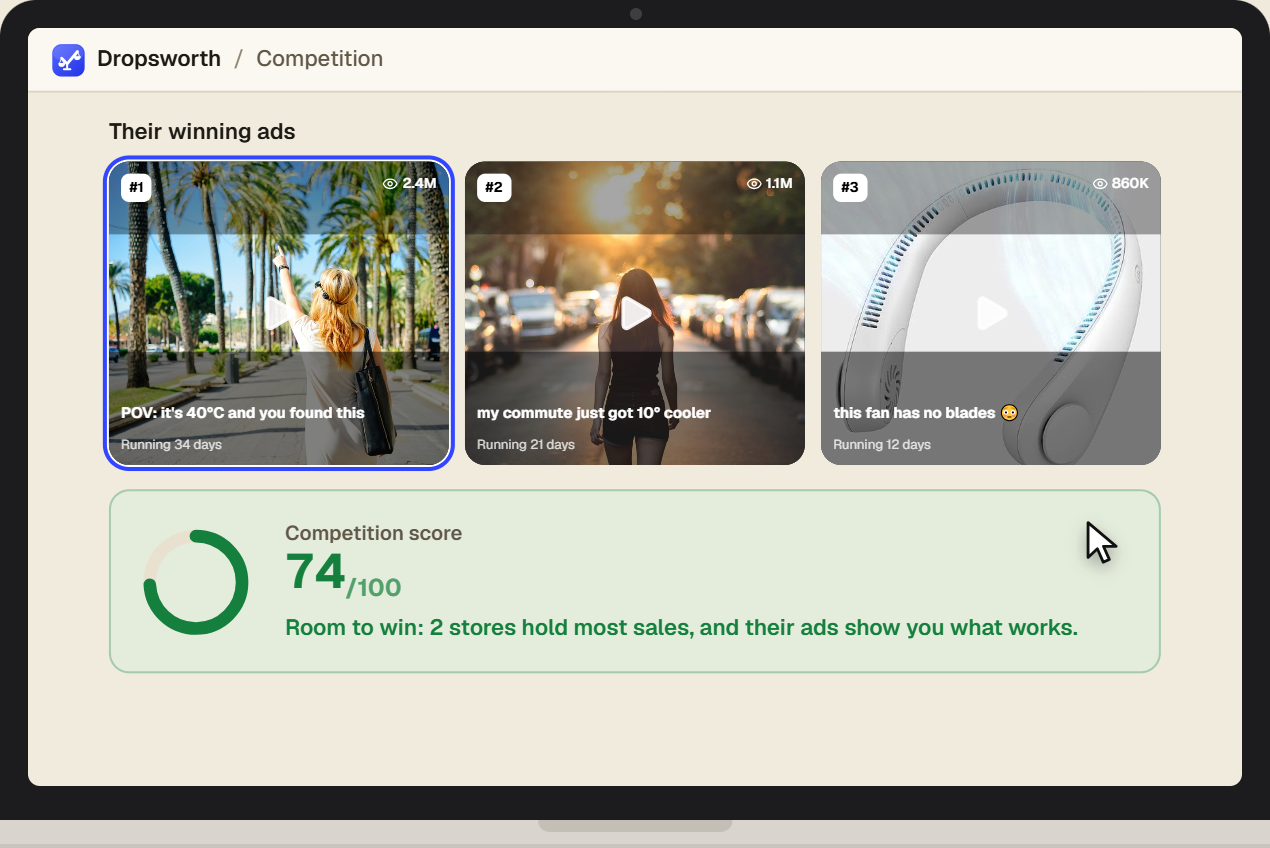 Dropsworth / Competition
Their winning ads
#1 2.4M
POV: it's 40°C and you found this
Running 34 days
#2 1.1M
my commute just got 10° cooler
Running 21 days
#3 860K
this fan has no blades 😳
Running 12 days
Competition score
74/100
Room to win: 2 stores hold most sales, and their ads show you what works.